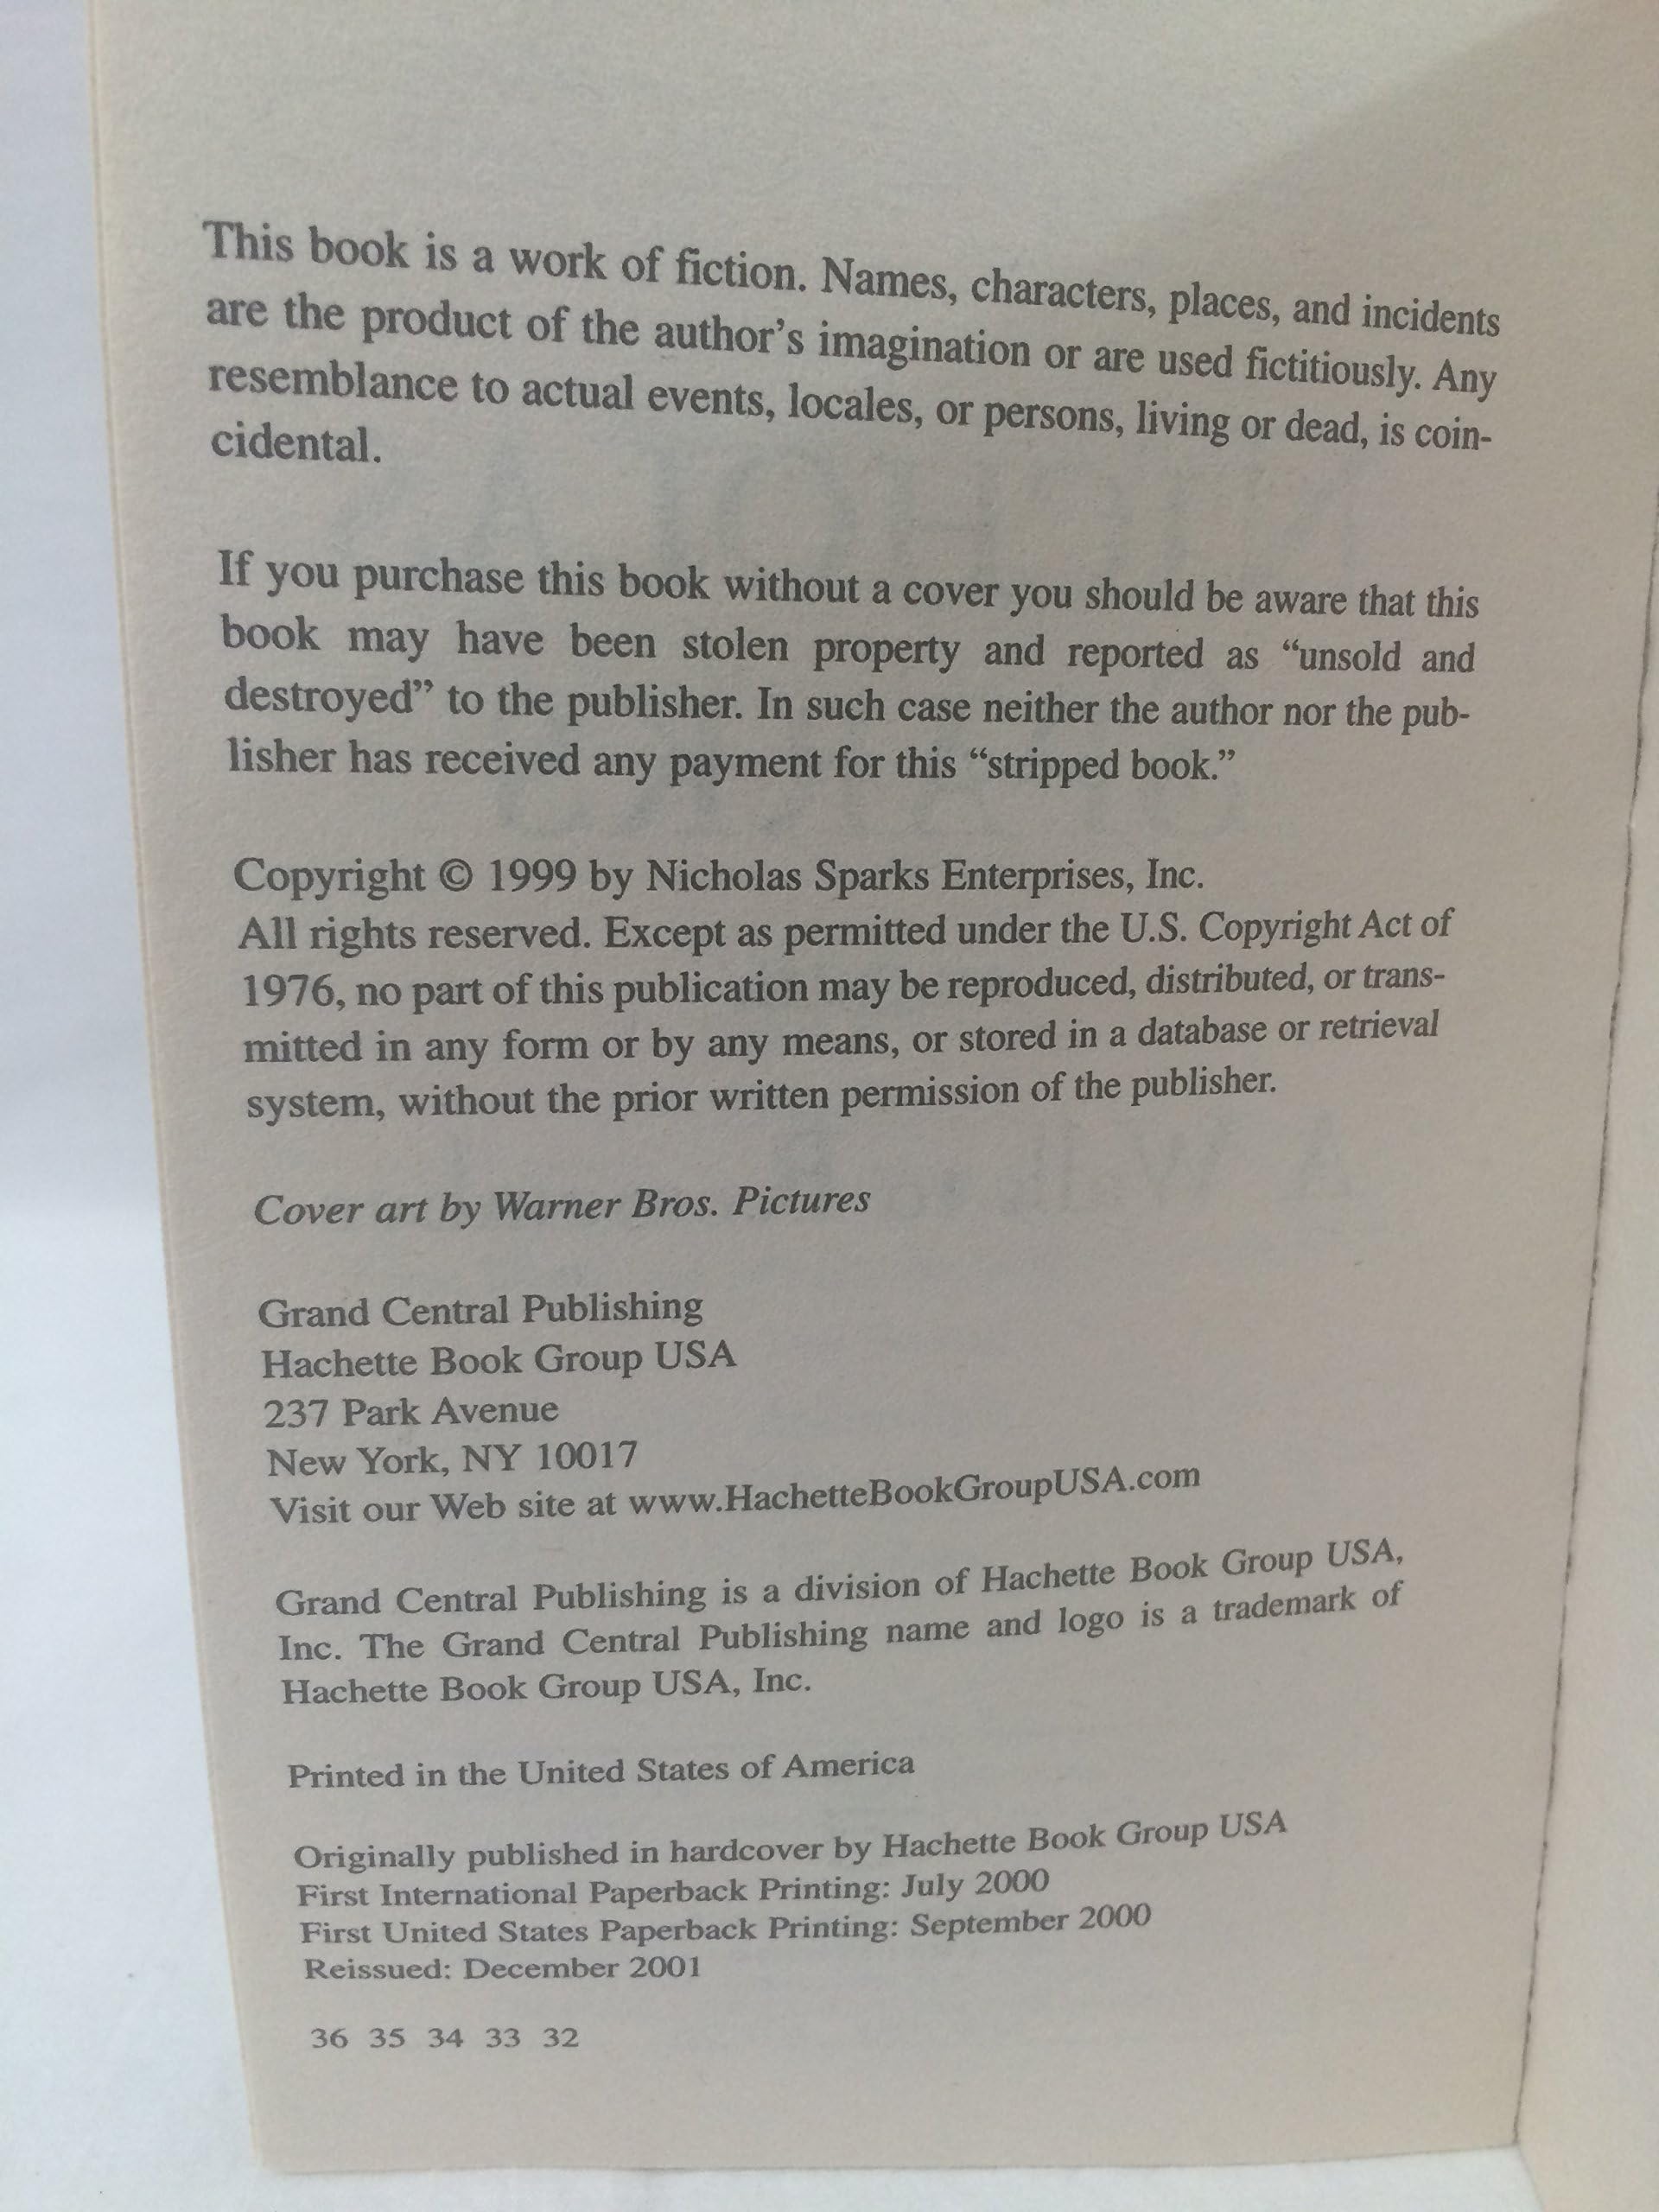 This book is a work of fiction. Names, characters, places, and incidents
are the product of the author's imagination or are used fictitiously. Any
resemblance to actual events, locales, or persons, living or dead, is coin-
cidental.
If you purchase this book without a cover you should be aware that this
book may have been stolen property and reported as “unsold and
destroyed” to the publisher. In such case neither the author nor the pub-
lisher has received any payment for this “stripped book.”
Copyright © 1999 by Nicholas Sparks Enterprises, Inc.
All rights reserved. Except as permitted under the U.S. Copyright Act of
1976, no part of this publication may be reproduced, distributed, or trans-
mitted in any form or by any means, or stored in a database or retrieval
system, without the prior written permission of the publisher.
Cover art by Warner Bros. Pictures
Grand Central Publishing
Hachette Book Group USA
237 Park Avenue
New York, NY 10017
Visit our Web site at www.HachetteBookGroupUSA.com
Grand Central Publishing is a division of Hachette Book Group USA,
Inc. The Grand Central Publishing name and logo is a trademark of
Hachette Book Group USA, Inc.
Printed in the United States of America
Originally published in hardcover by Hachette Book Group USA
First International Paperback Printing: July 2000
First United States Paperback Printing: September 2000
Reissued: December 2001
36 35 34 33 32